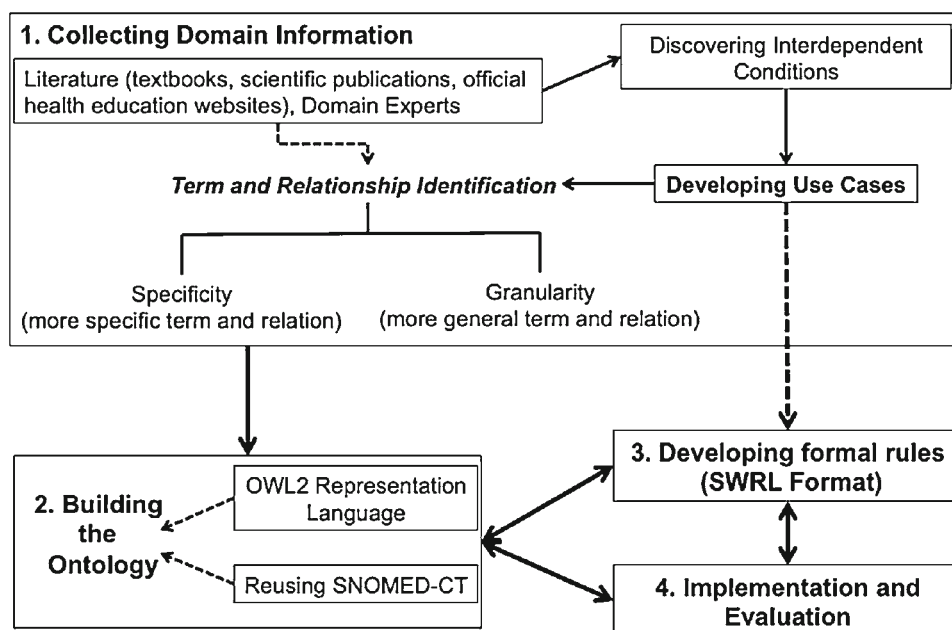 1. Collecting Domain Information
Literature (textbooks, scientific publications, official
health education websites), Domain Experts
Discovering Interdependent
Conditions
Term and Relationship Identification
Developing Use Cases
Specificity
(more specific term and relation)
Granularity
(more general term and relation)
2. Building
the
Ontology
OWL2 Representation
Language
Reusing SNOMED-CT
3. Developing formal rules
(SWRL Format)
4. Implementation and
Evaluation